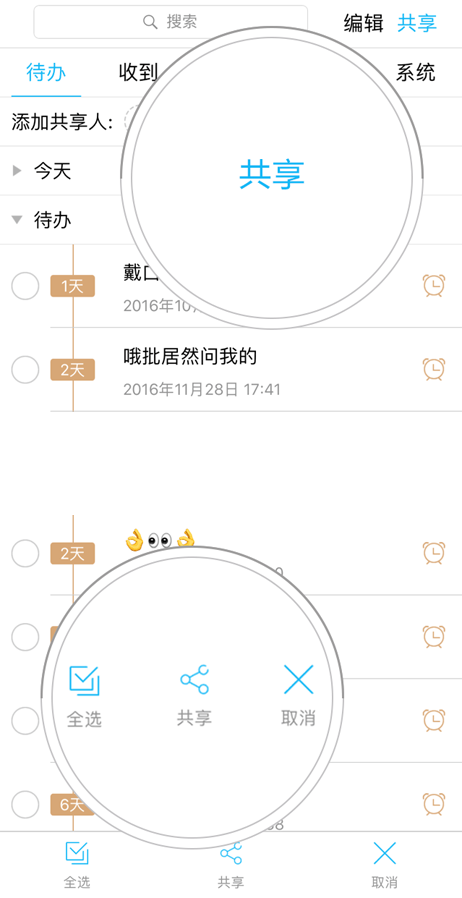 搜索
编辑 共享
待办 收到 系统
添加共享人:
共享
今天
待办
1天
戴
2016年10
2天 哦批居然问我的
2016年11月28日 17:41
2天
全选 共享 取消
6天
全选 共享 取消